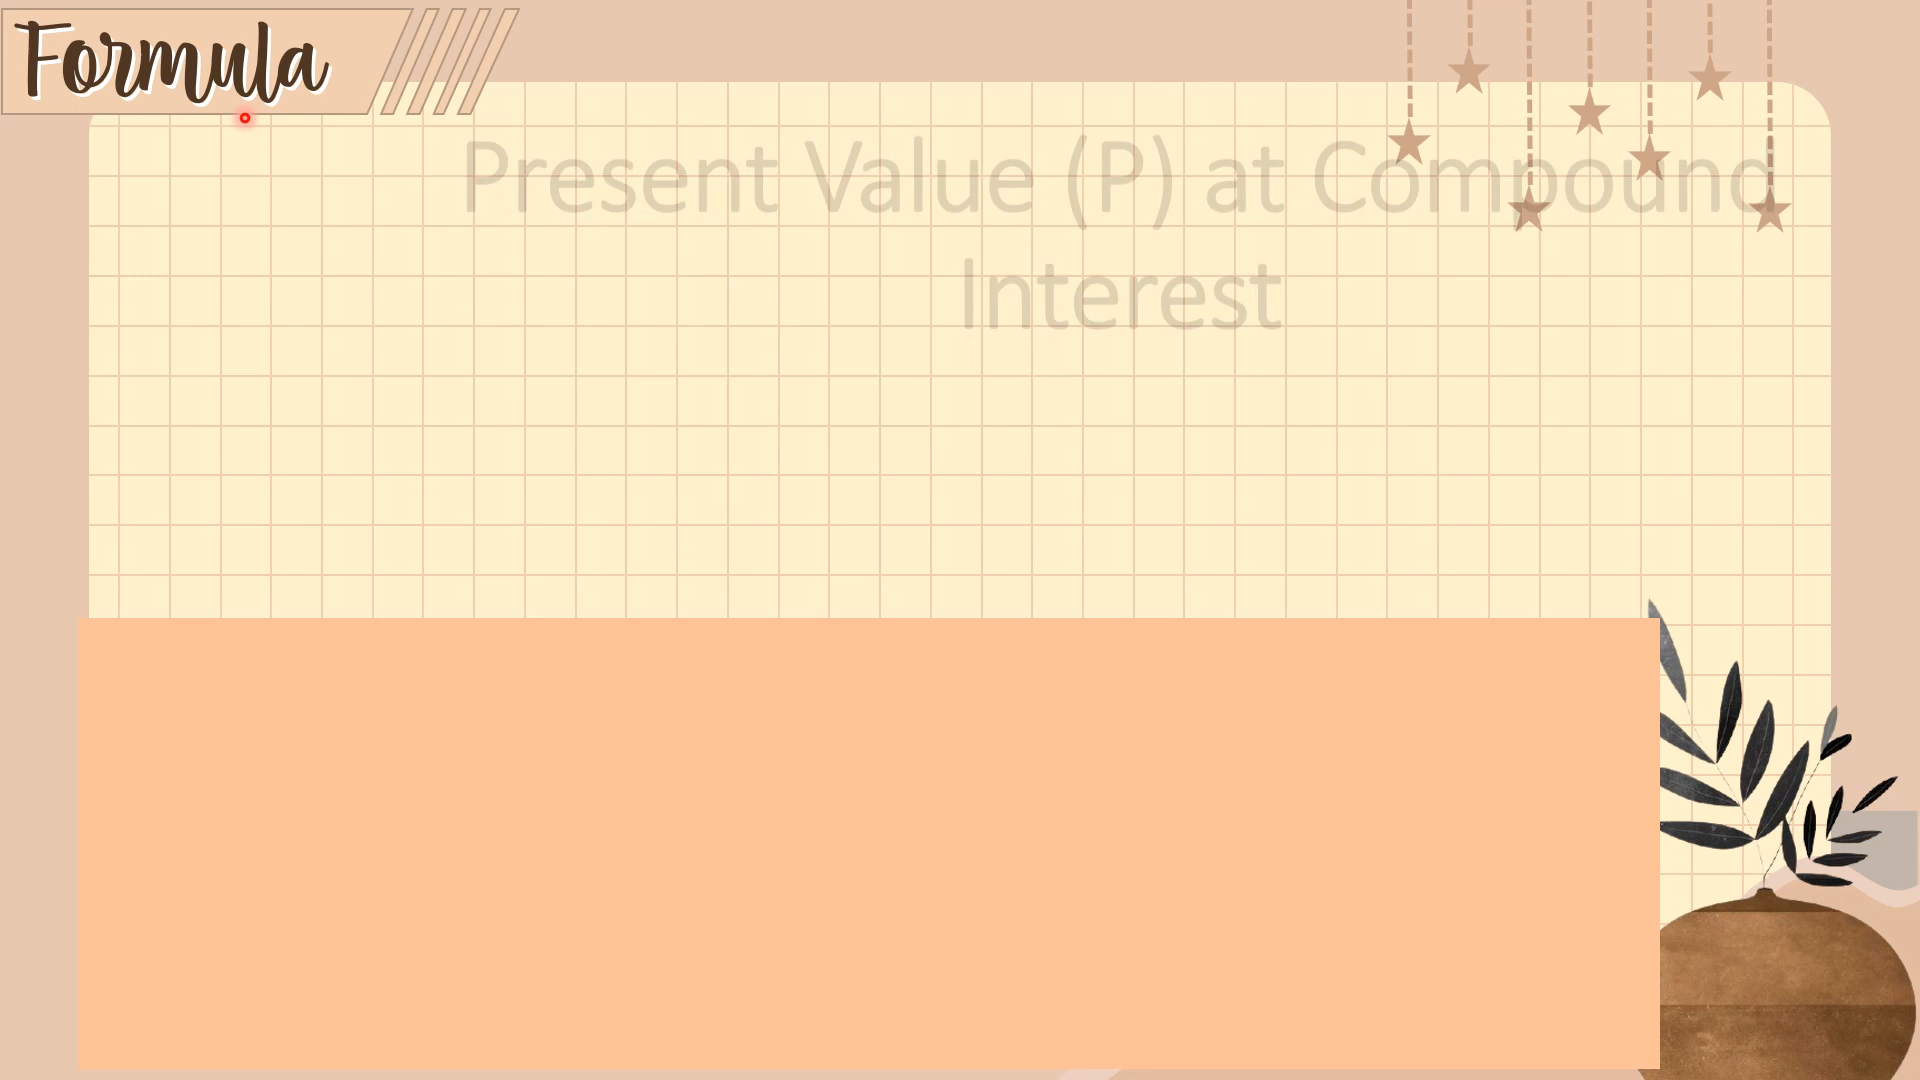 Formula
Present Value (P) at Compound
Interest